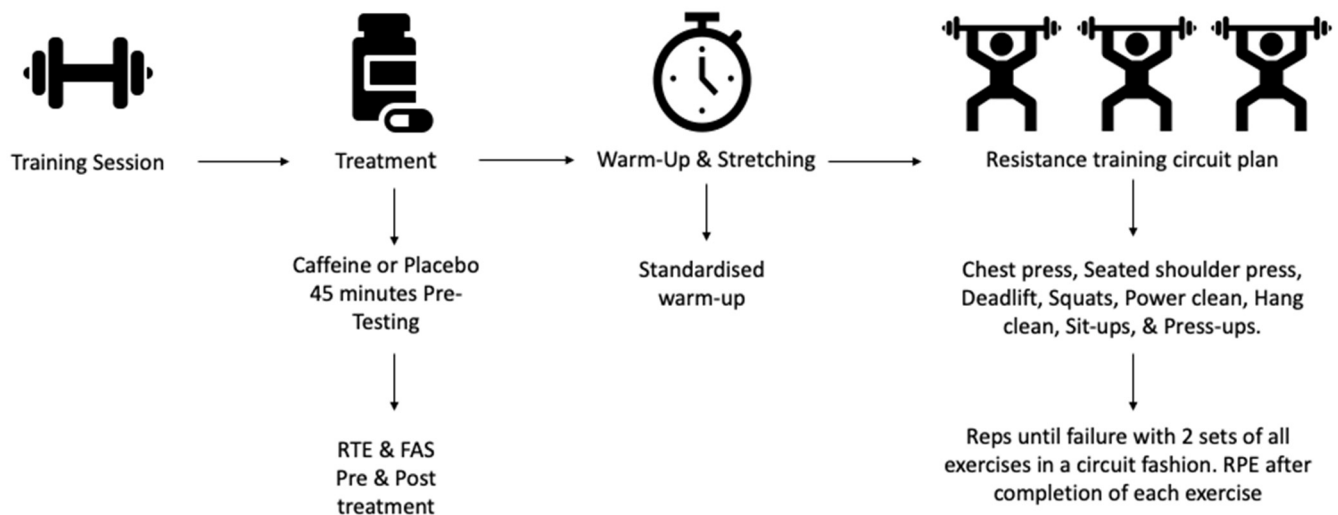 Training Session
Treatment
Warm-Up & Stretching
Resistance training circuit plan
Caffeine or Placebo
45 minutes Pre-
Testing
Standardised
warm-up
Chest press, Seated shoulder press,
Deadlift, Squats, Power clean, Hang
clean, Sit-ups, & Press-ups.
RTE & FAS
Pre & Post
treatment
Reps until failure with 2 sets of all
exercises in a circuit fashion. RPE after
completion of each exercise